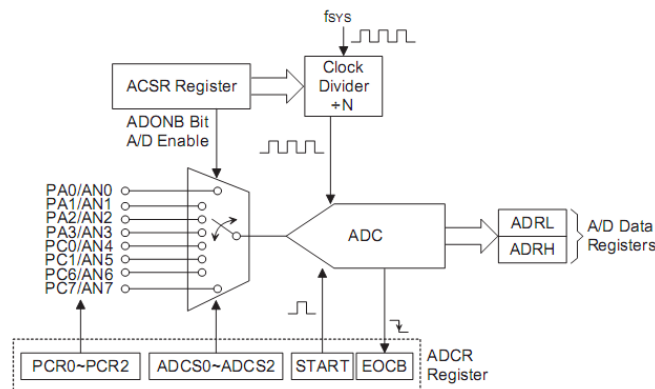 fSYS
ACSR Register
Clock
Divider
÷N
ADONB Bit
A/D Enable
PA0/AN0
PA1/AN1
PA2/AN2
PA3/AN3
PC0/AN4
PC1/AN5
PC6/AN6
PC7/AN7
ADC
ADRL
ADRH
A/D Data
Registers
PCR0~PCR2
ADCS0~ADCS2
START
EOCB
ADCR
Register